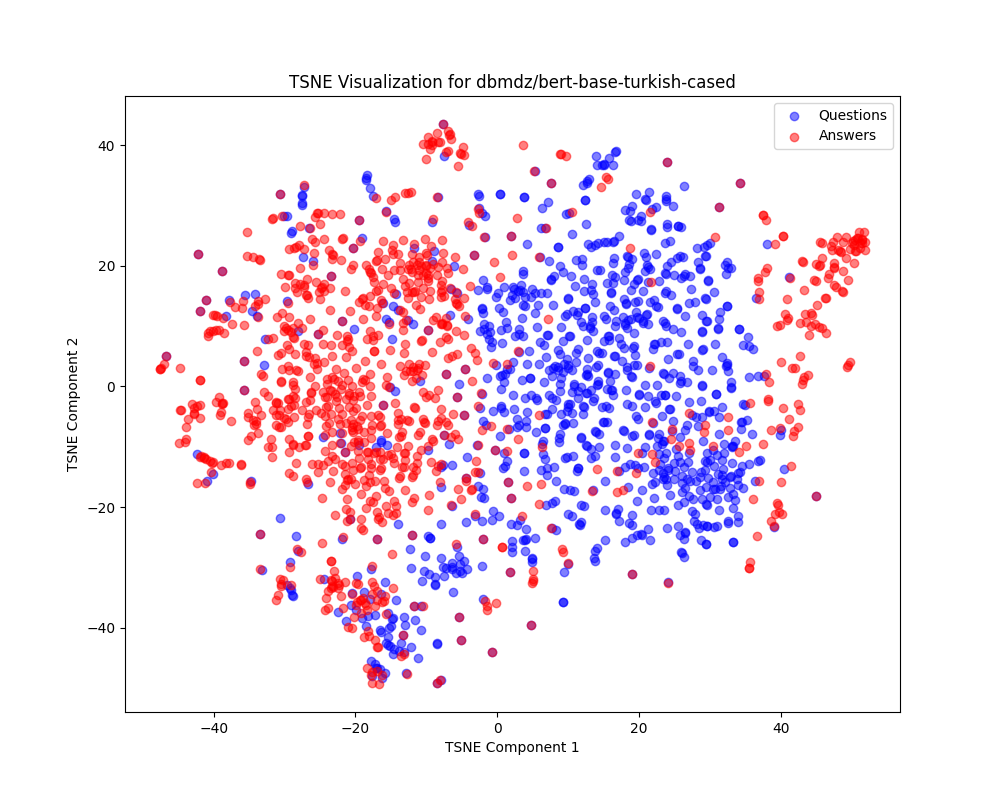 TSNE Visualization for dbmdz/bert-base-turkish-cased
Questions
Answers
40
20
0
−20
−40
TSNE Component 2
−40
−20
0
20
40
TSNE Component 1